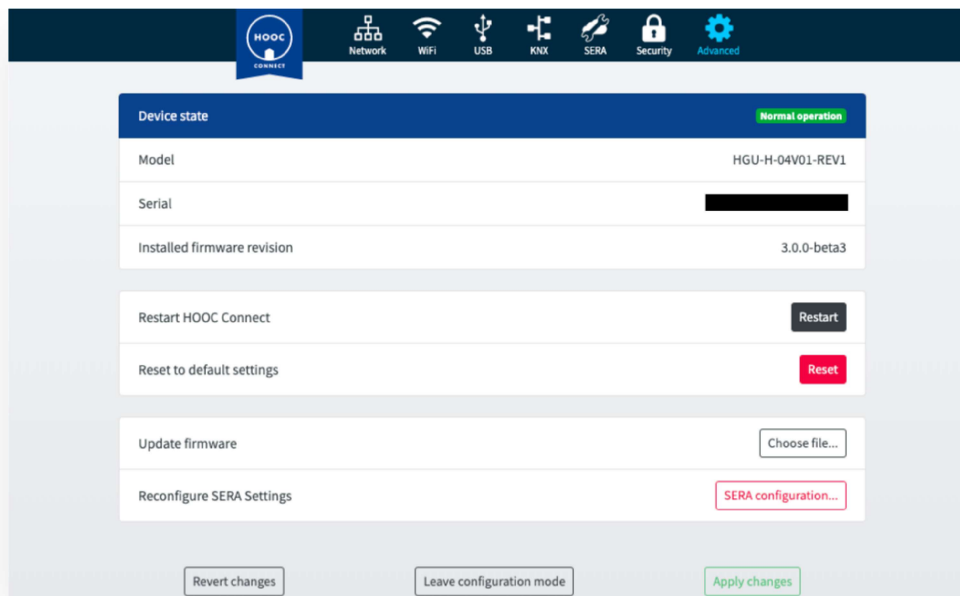 HOOC
CONNECT
Network WiFi USB KNX SERA Security Advanced
Device state Normal operation
Model HGU-H-04V01-REV1
Serial
Installed firmware revision 3.0.0-beta3
Restart HOOC Connect Restart
Reset to default settings Reset
Update firmware Choose file...
Reconfigure SERA Settings SERA configuration...
Revert changes Leave configuration mode Apply changes